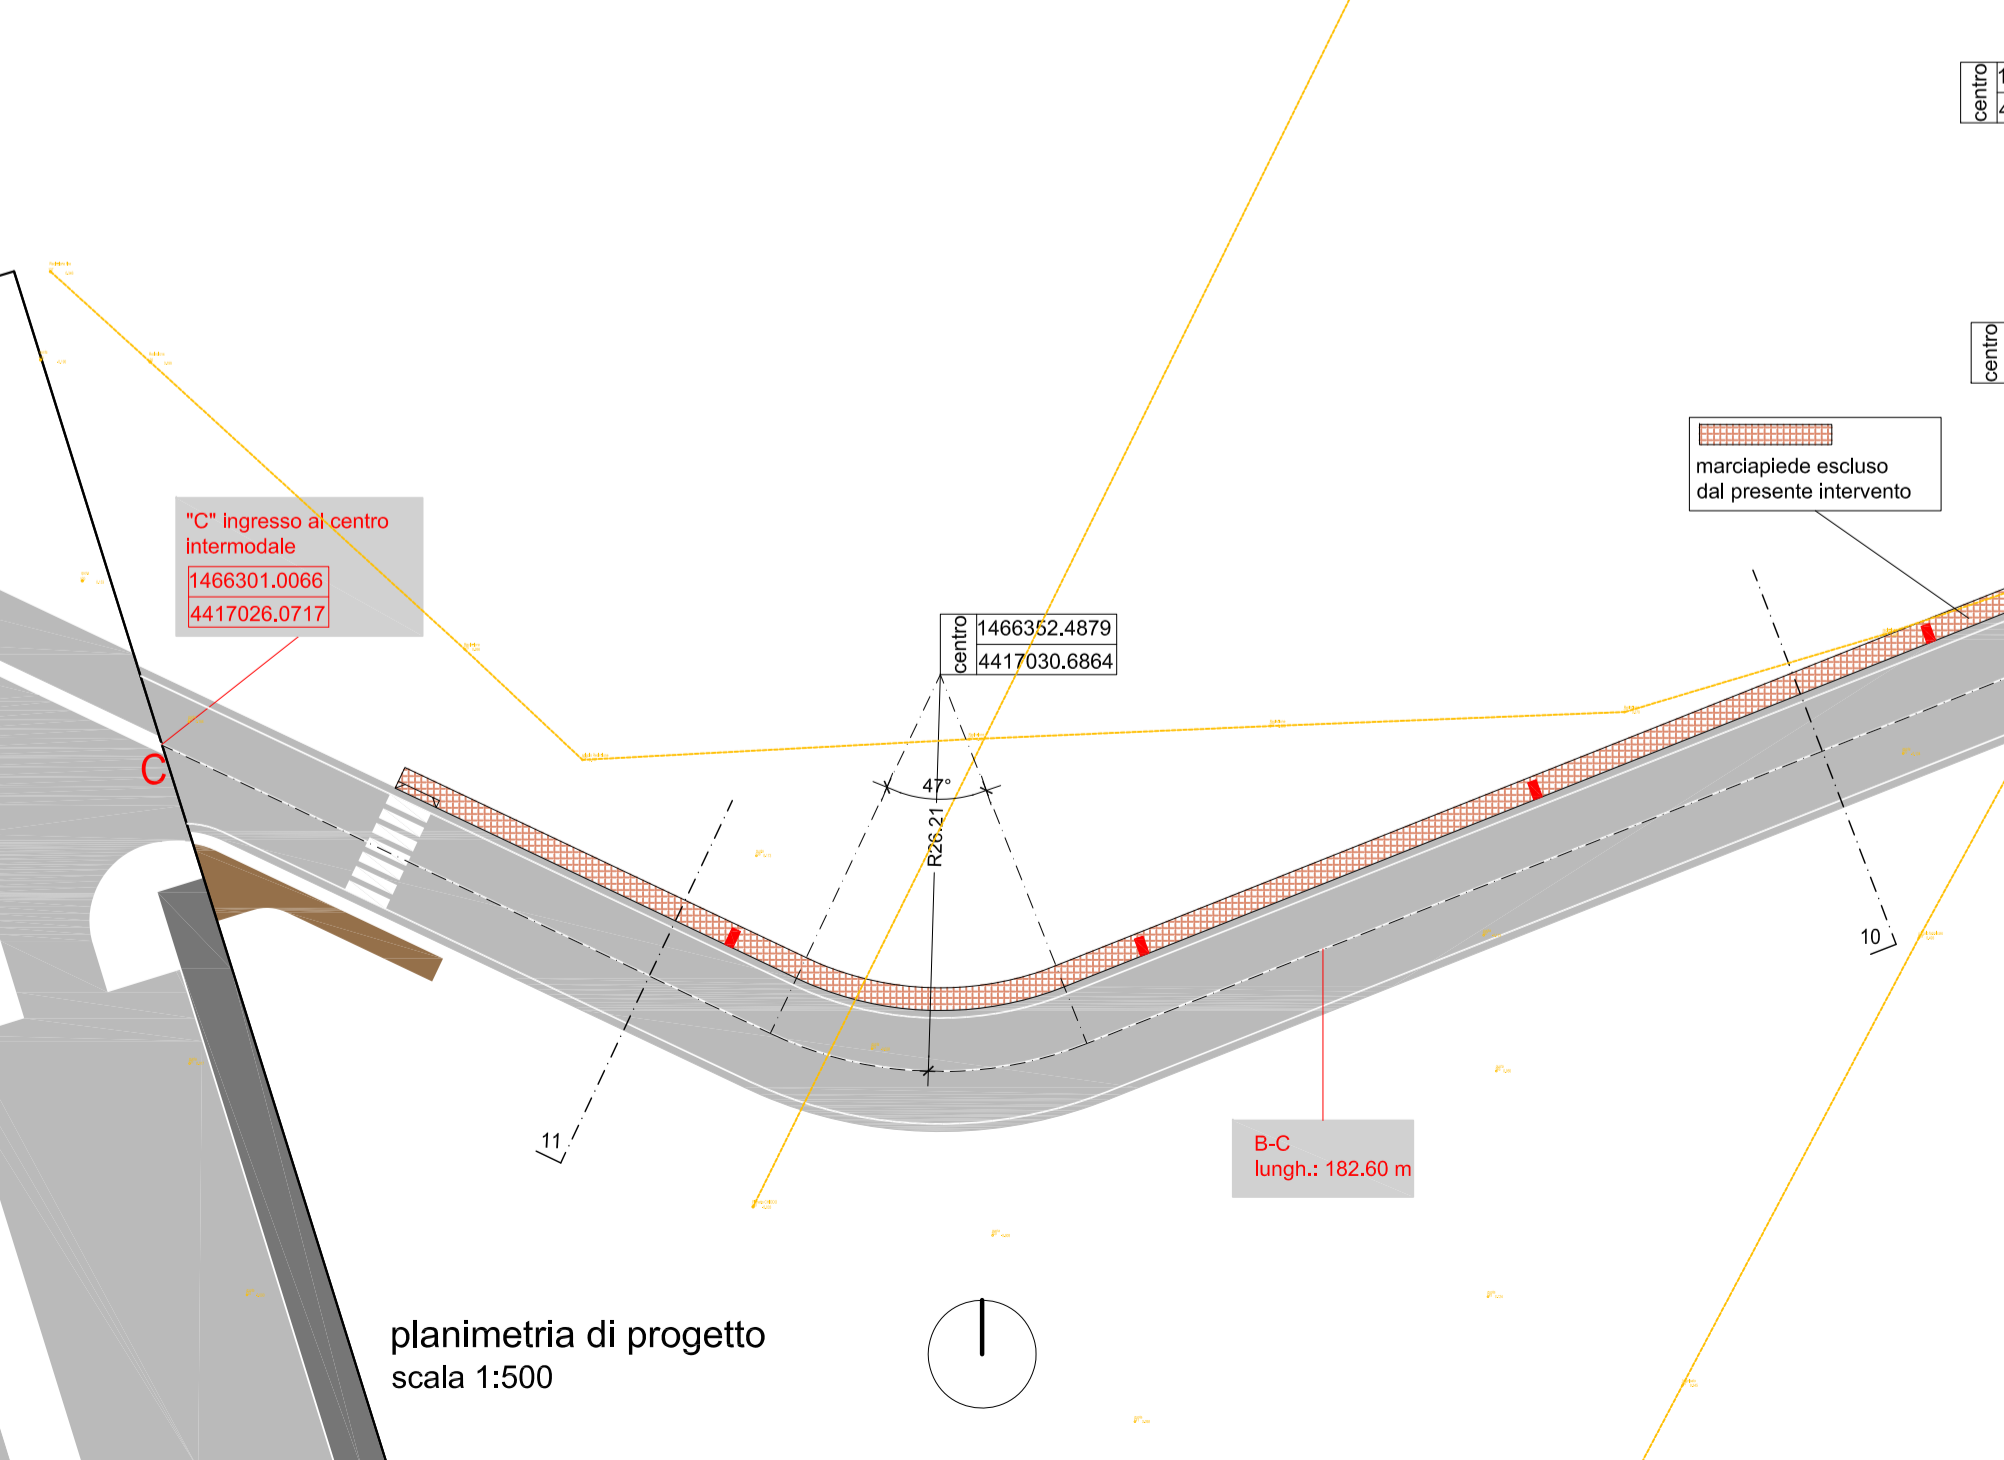 centro
centro
marciapiede escluso
dal presente intervento
"C" ingresso al centro
intermodale
1466301.0066
4417026.0717
centro
1466352.4879
4417030.6864
C
47°
R26.21
10
11
B-C
lungh.: 182.60 m
planimetria di progetto
scala 1:500